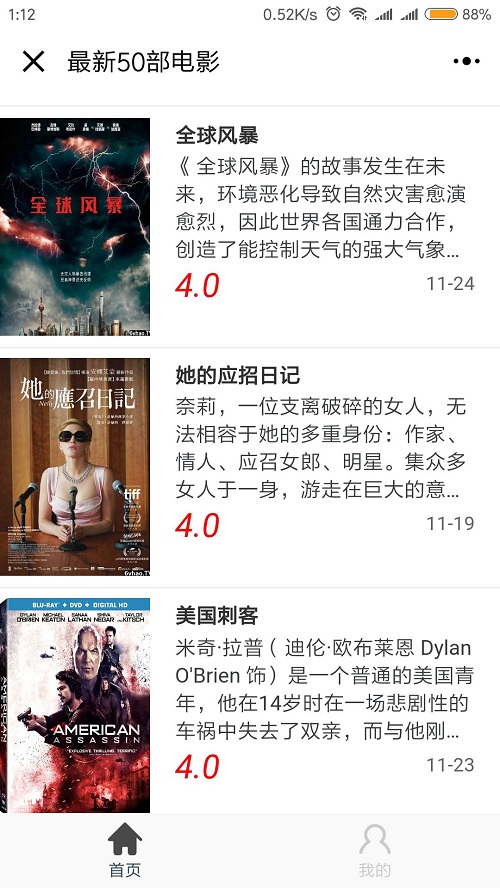 1:12
0.52K/s
88%
最新50部电影
全球风暴
6vhao.TV
全球风暴
《 全球风暴》的故事发生在未
来，环境恶化导致自然灾害愈演
愈烈，因此世界各国通力合作，
创造了能控制天气的强大气象...
4.0
11-24
她的應召日記
Nelly
tiff
6vhao.TV
她的应招日记
奈莉，一位支离破碎的女人，无
法相容于她的多重身份：作家、
情人、应召女郎、明星。集众多
女人于一身，游走在巨大的意...
4.0
11-19
BLU-RAY + DVD + DIGITAL HD
DYLAN O'BRIEN
MICHAEL KEATON
SANAA LATHAN
SHIVA NEGAR
TAYLOR KITSCH
AMERICAN
ASSASSIN
"EXPLOSIVE, THRILLING, TERRIFIC."
美国刺客
米奇·拉普（ 迪伦·欧布莱恩 Dylan
O'Brien 饰）是一个普通的美国青
年，他在14岁时在一场悲剧性的
车祸中失去了双亲，而与他刚...
4.0
11-23
首页
我的